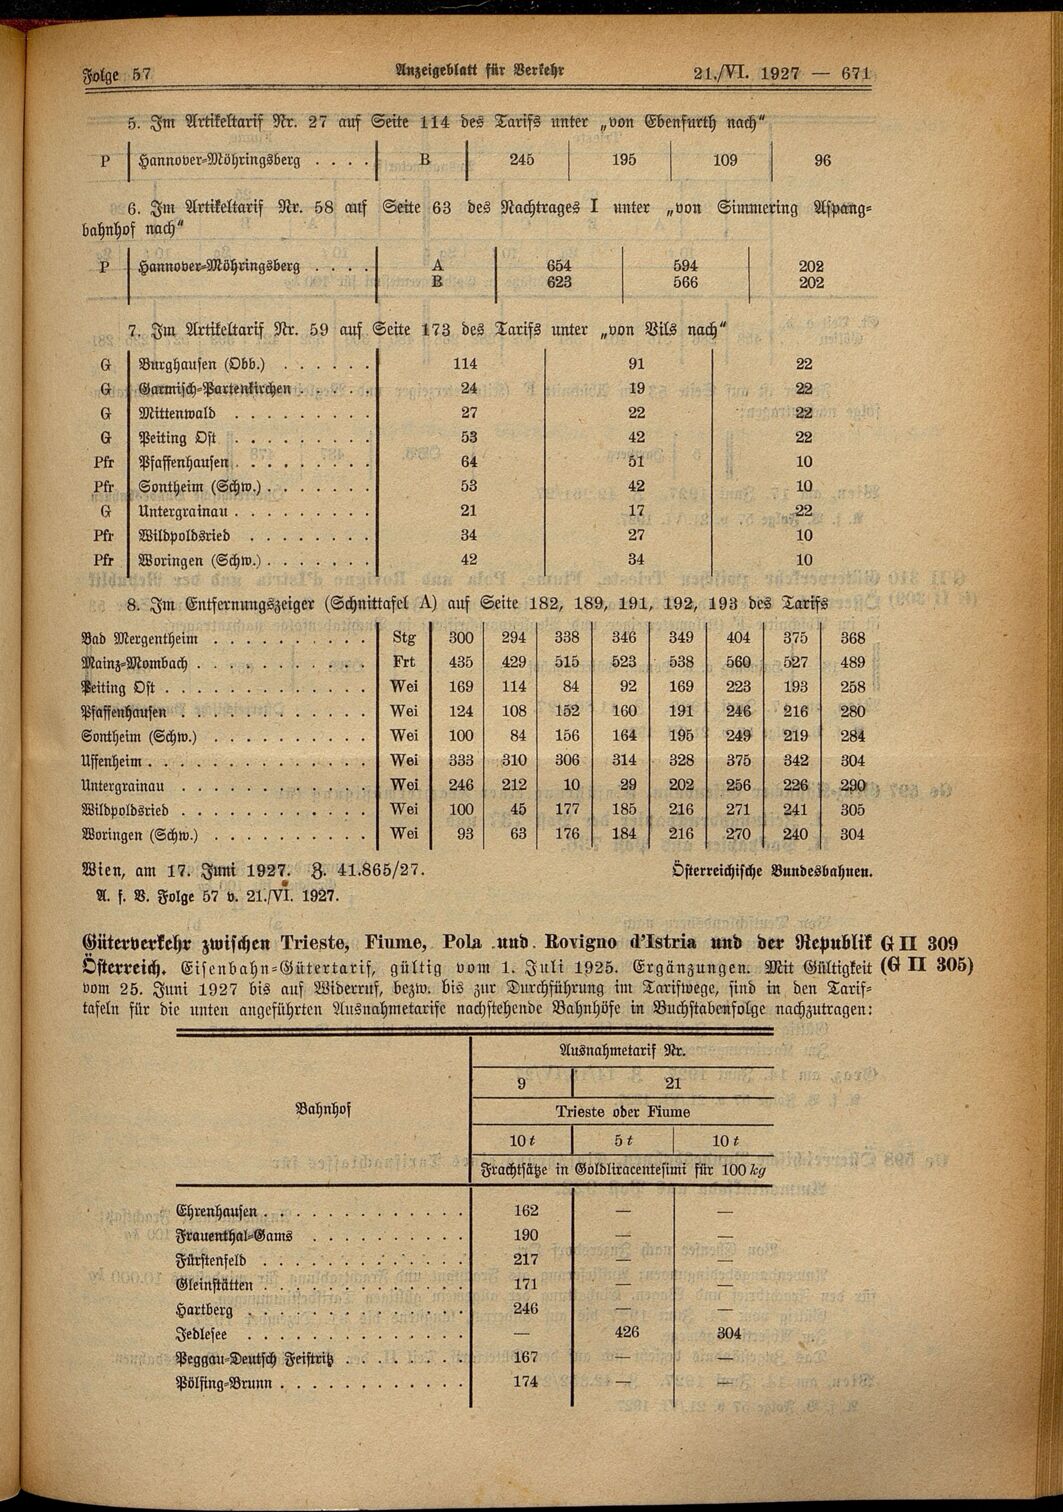 Folge 57 Anzeigeblatt für Verkehr 21./VI. 1927 — 671
5. Im Artikeltarif Nr. 27 auf Seite 114 des Tarifs unter „von Ebenfurth nach“
P Hannover-Möhringsberg . . . . B 245 195 109 96
6. Im Artikeltarif Nr. 58 auf Seite 63 des Nachtrages I unter „von Simmering Aspang-
bahnhof nach“
P Hannover-Möhringsberg . . . . A 654 594 202
B 623 566 202
7. Im Artikeltarif Nr. 59 auf Seite 173 des Tarifs unter „von Vils nach“
G Burghausen (Obb.) . . . . . . 114 91 22
G Garmisch-Partenkirchen . . . . . 24 19 22
G Mittenwald . . . . . . . . . 27 22 22
G Peiting Ost . . . . . . . . . 53 42 22
Pfr Pfaffenhausen . . . . . . . . . 64 51 10
Pfr Sontheim (Schw.) . . . . . . . 53 42 10
G Untergrainau . . . . . . . . . 21 17 22
Pfr Wildpoldsried . . . . . . . . 34 27 10
Pfr Woringen (Schw.) . . . . . . . 42 34 10
8. Im Entfernungszeiger (Schnittafel A) auf Seite 182, 189, 191, 192, 193 des Tarifs
Bad Mergentheim . . . . . . . . . . Stg 300 294 338 346 349 404 375 368
Mainz-Mombach . . . . . . . . . . . Frt 435 429 515 523 538 560 527 489
Peiting Ost . . . . . . . . . . . . . Wei 169 114 84 92 169 223 193 258
Pfaffenhausen . . . . . . . . . . . . Wei 124 108 152 160 191 246 216 280
Sontheim (Schw.) . . . . . . . . . . Wei 100 84 156 164 195 249 219 284
Uffenheim . . . . . . . . . . . . . . Wei 333 310 306 314 328 375 342 304
Untergrainau . . . . . . . . . . . . Wei 246 212 10 29 202 256 226 290
Wildpoldsried . . . . . . . . . . . . Wei 100 45 177 185 216 271 241 305
Woringen (Schw.) . . . . . . . . . . Wei 93 63 176 184 216 270 240 304
Wien, am 17. Juni 1927. Z. 41.865/27. Österreichische Bundesbahnen.
A. f. V. Folge 57 v. 21./VI. 1927.
Güterverkehr zwischen Trieste, Fiume, Pola und Rovigno d'Istria und der Republik G II 309
Österreich. Eisenbahn-Gütertarif, gültig vom 1. Juli 1925. Ergänzungen. Mit Gültigkeit (G II 305)
vom 25. Juni 1927 bis auf Widerruf, bezw. bis zur Durchführung im Tarifwege, sind in den Tarif-
tafeln für die unten angeführten Ausnahmetarife nachstehende Bahnhöfe in Buchstabenfolge nachzutragen:
Ausnahmetarif Nr.
9 21
Bahnhof
Trieste oder Fiume
10 t 5 t 10 t
Frachtsätze in Goldliracentesimi für 100 kg
Ehrenhausen . . . . . . . . . . . . 162 — —
Frauenthal-Gams . . . . . . . . . . 190 — —
Fürstenfeld . . . . . . . . . . . . 217 — —
Gleinstätten . . . . . . . . . . . . 171 — —
Hartberg . . . . . . . . . . . . . 246 — —
Jedlesee . . . . . . . . . . . . . — 426 304
Peggau-Deutsch Feistritz . . . . . . . 167 — —
Pölfing-Brunn . . . . . . . . . . . 174 — —